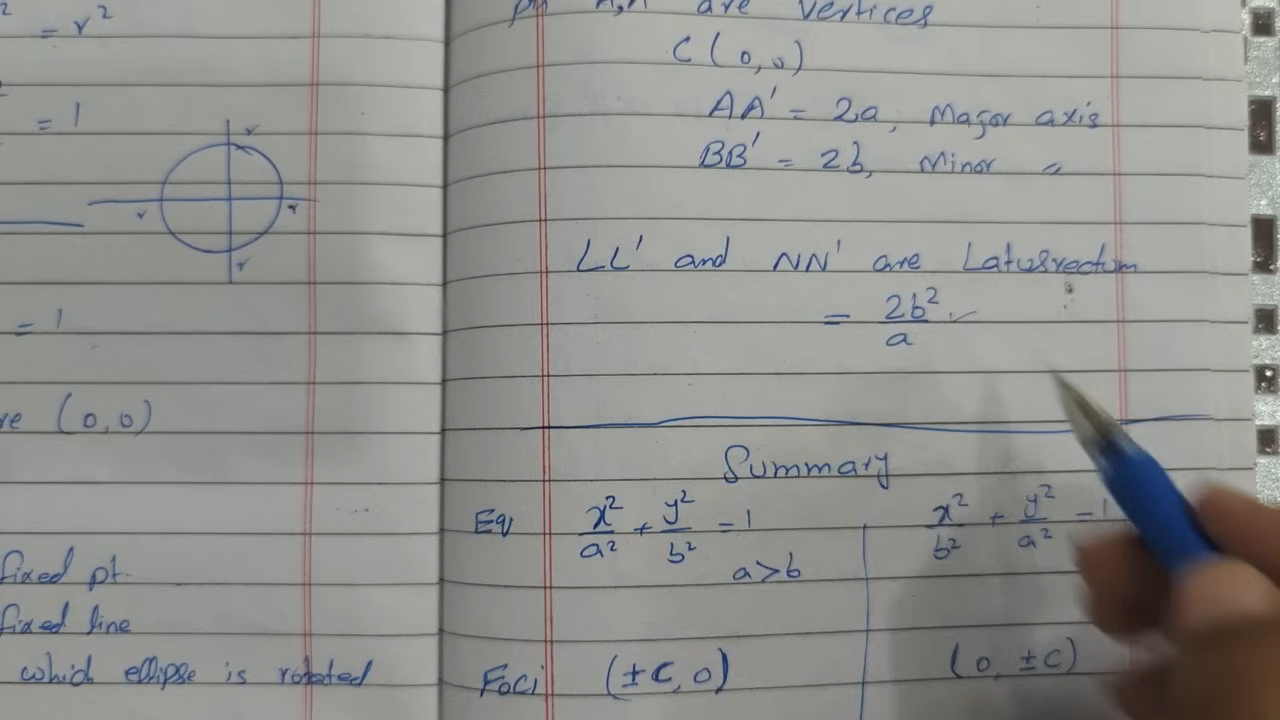 = r²
= 1
r
r r
r
= 1
(0,0)
fixed pt.
fixed line
which ellipse is rotated
are vertices
C(0,0)
AA' = 2a, Major axis
BB' = 2b, Minor "
LL' and NN' are Latusrectum
= 2b²/a
Summary
Eq x²/a² + y²/b² = 1 x²/b² + y²/a² = 1
a>b
Foci (±c,0) (0,±c)